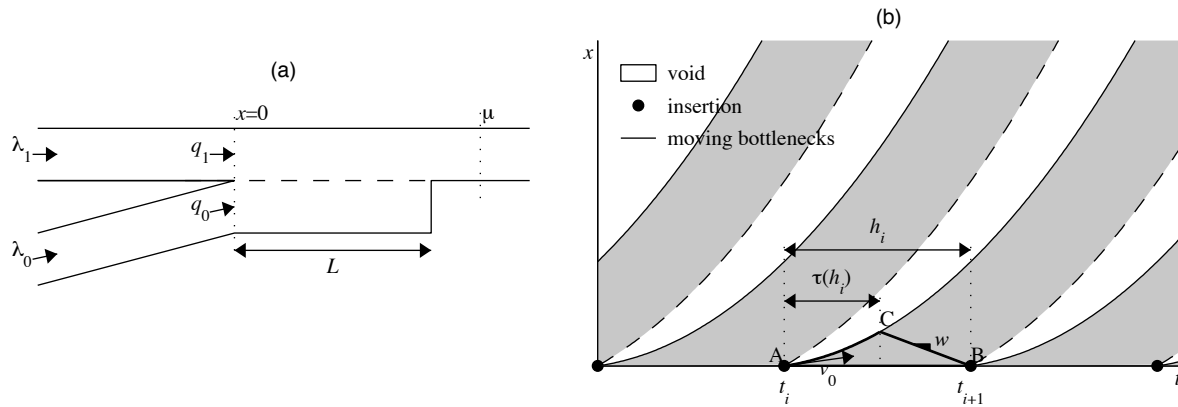 (a)
x=0
μ
λ₁
q₁
q₀
λ₀
L
(b)
x
void
insertion
moving bottlenecks
hᵢ
τ(hᵢ)
C
w
A
B
v₀
tᵢ
tᵢ₊₁
t